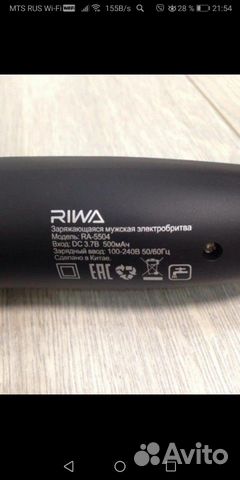 MTS RUS Wi-Fi 155B/s 28 % 21:54
RIWA
Заряжающаяся мужская электробритва
Модель: RA-5504
Вход: DC 3.7В 500мАч
Зарядный ввод: 100-240В 50/60Гц
Сделано в Китае.
EAC
Avito